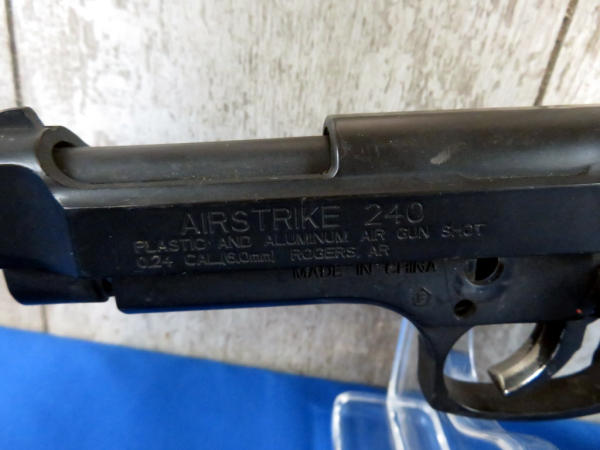 AIRSTRIKE 240
PLASTIC AND ALUMINUM AIR GUN SHOT
0.24 CAL.(6.0mm) ROGERS, AR
MADE IN CHINA